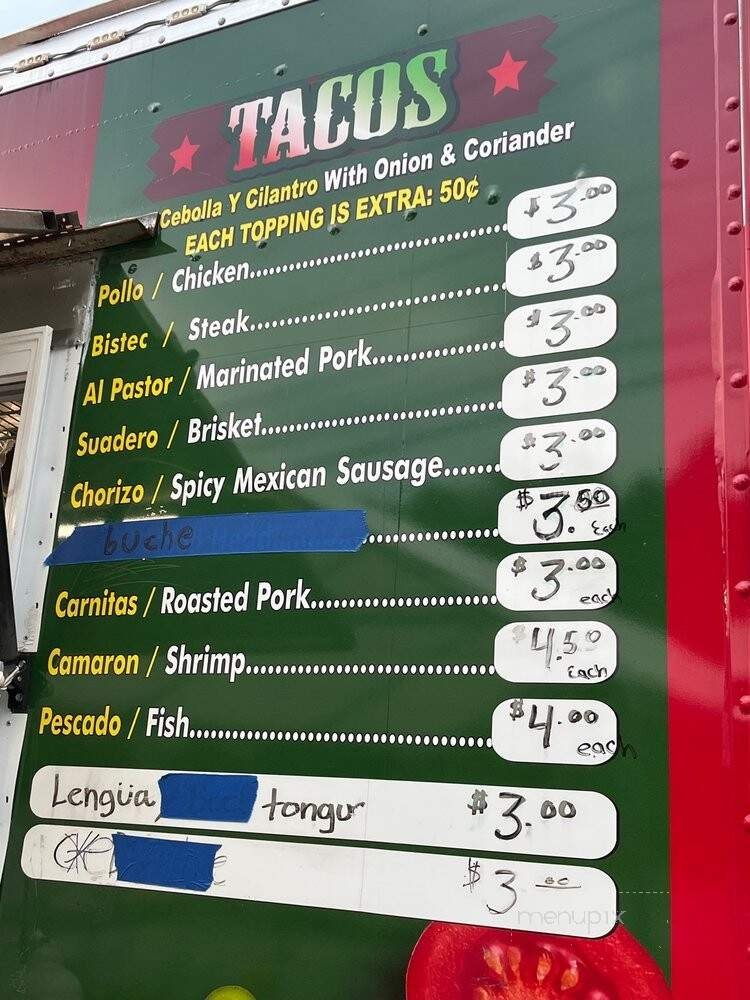 TACOS
Cebolla Y Cilantro With Onion & Coriander
EACH TOPPING IS EXTRA: 50¢
Pollo / Chicken........ $3.00
Bistec / Steak........ $3.00
Al Pastor / Marinated Pork........ $3.00
Suadero / Brisket........ $3.00
Chorizo / Spicy Mexican Sausage........ $3.00
buche ........ $3.50 Each
Carnitas / Roasted Pork........ $3.00 each
Camaron / Shrimp........ $4.50 Each
Pescado / Fish........ $4.00 each
Lengua, tongur $3.00
$3
menupix